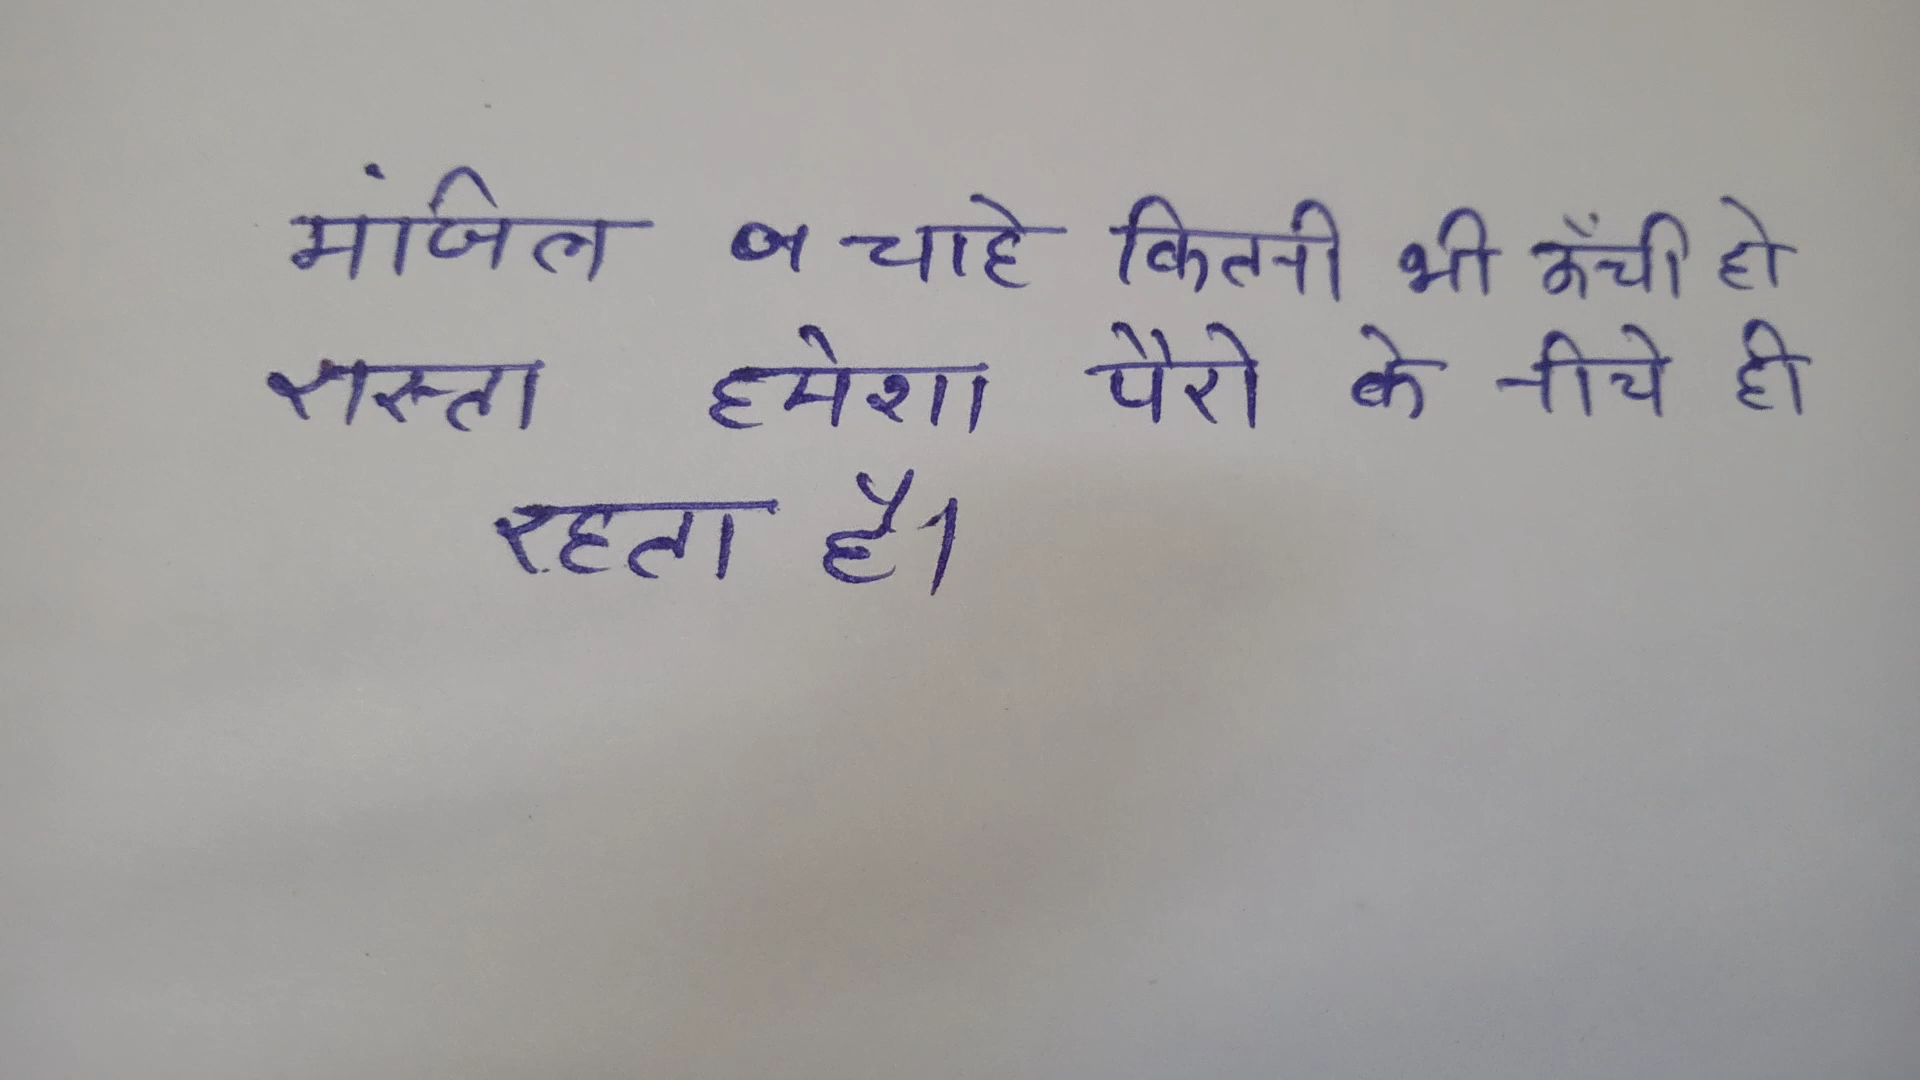 मंजिल चाहे कितनी भी ऊँची हो
रास्ता हमेशा पैरो के नीचे ही
रहता है।